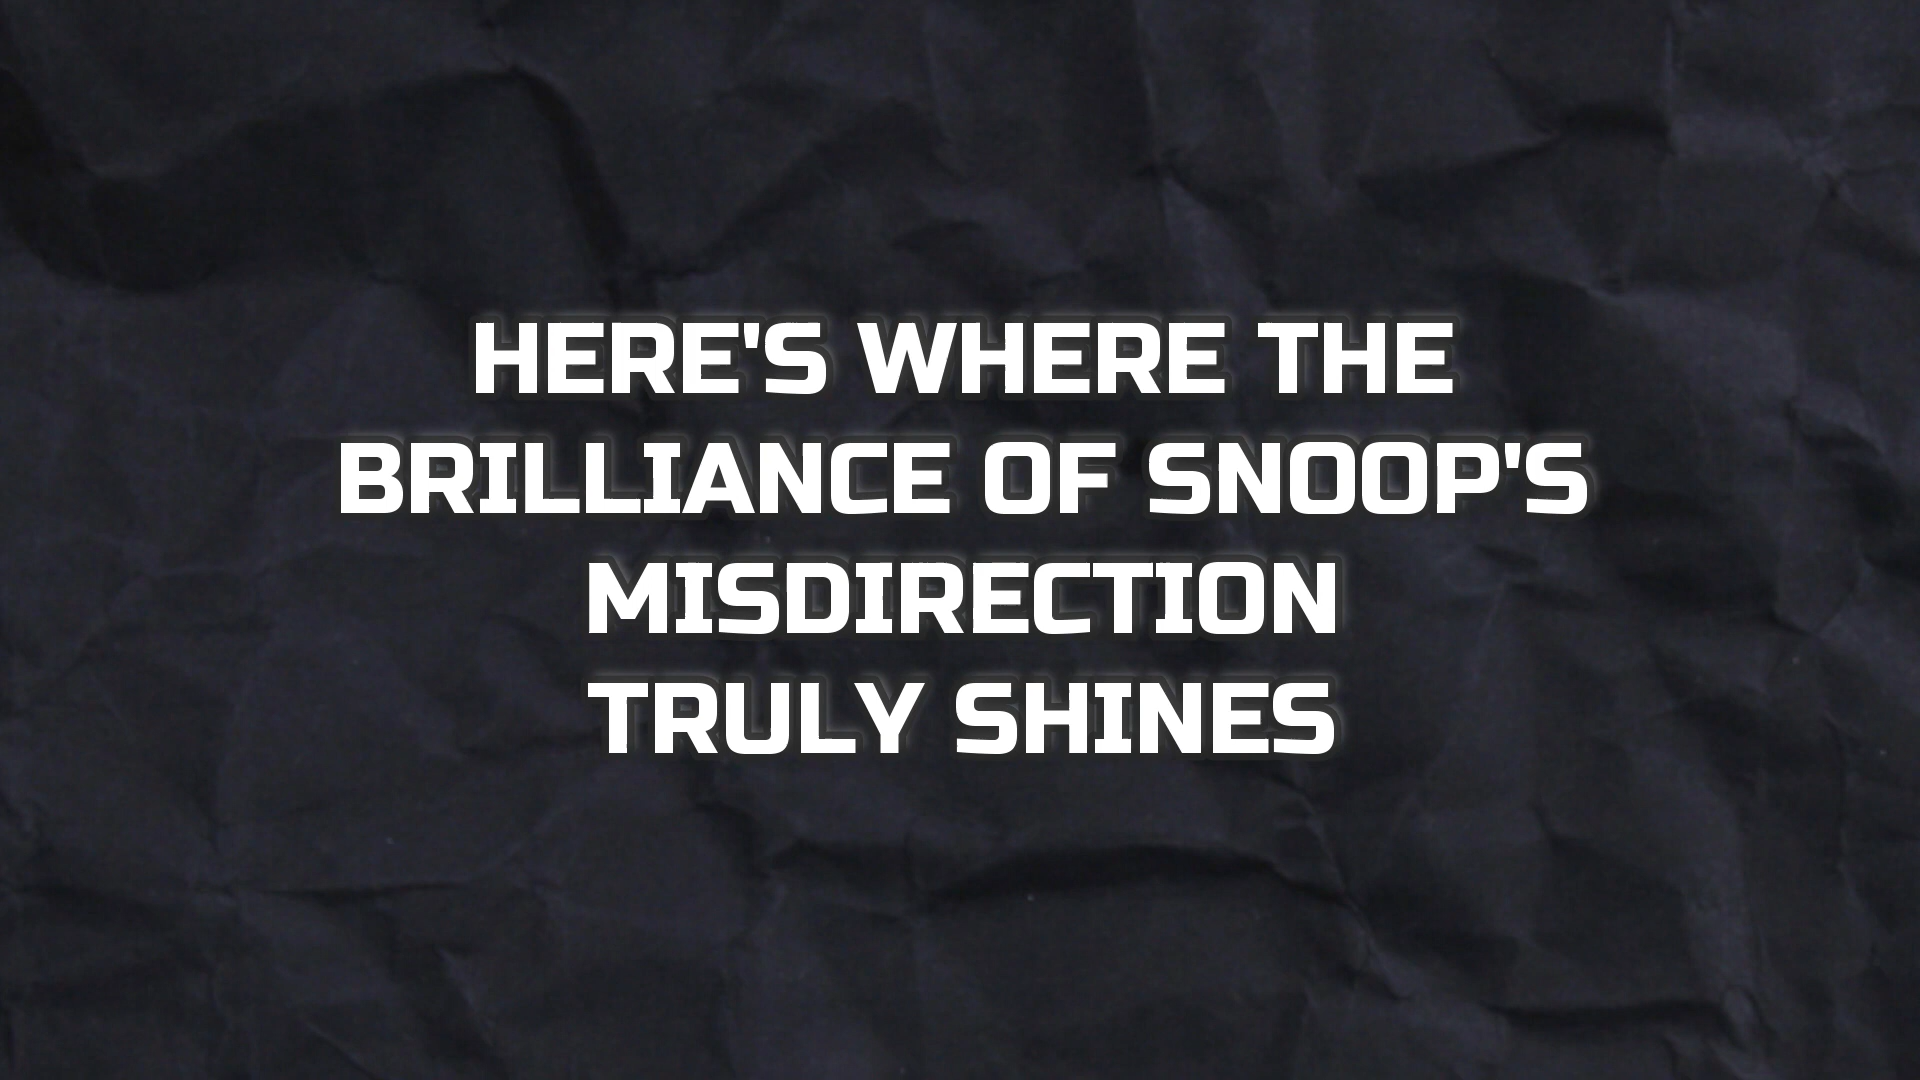 HERE'S WHERE THE
BRILLIANCE OF SNOOP'S
MISDIRECTION
TRULY SHINES